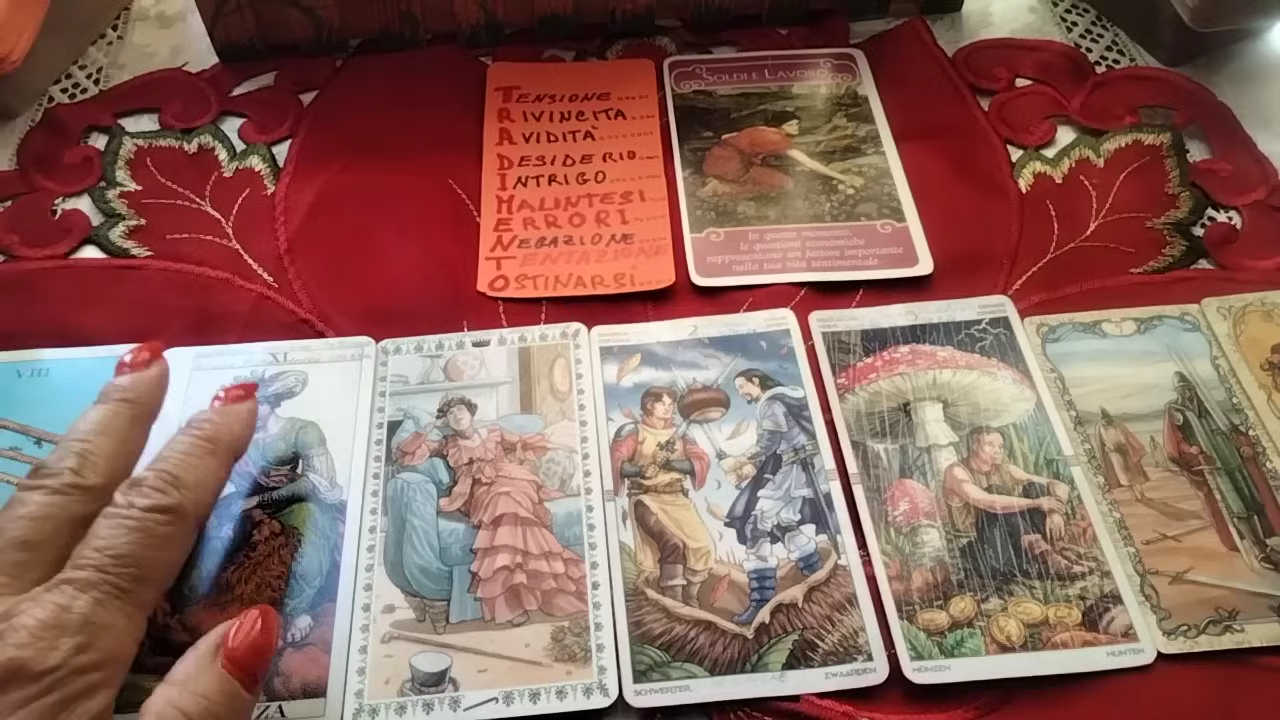 TENSIONE
RIVINCITA
AVIDITÀ
DESIDERIO
INTRIGO
MALINTESI
ERRORI
NEGAZIONE
TENTAZIONE
OSTINARSI
SOLDI E LAVORO
In questo momento,
le questioni economiche
rappresentano un fattore importante
nella tua vita sentimentale.
VIII
XI
ZA
2
SCHWERTER
ZWAARDEN
5
MÜNZEN
MUNTEN